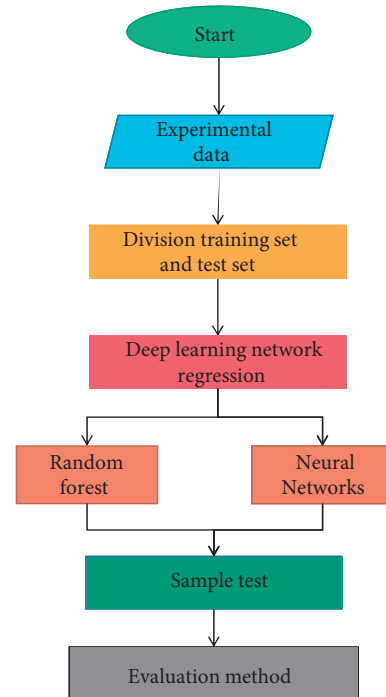 Start
Experimental
data
Division training set
and test set
Deep learning network
regression
Random
forest
Neural
Networks
Sample test
Evaluation method